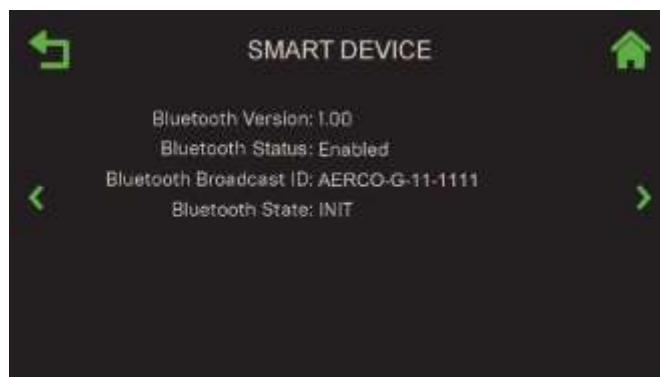 SMART DEVICE
Bluetooth Version: 1.00
Bluetooth Status: Enabled
Bluetooth Broadcast ID: AERCO-G-11-1111
Bluetooth State: INIT